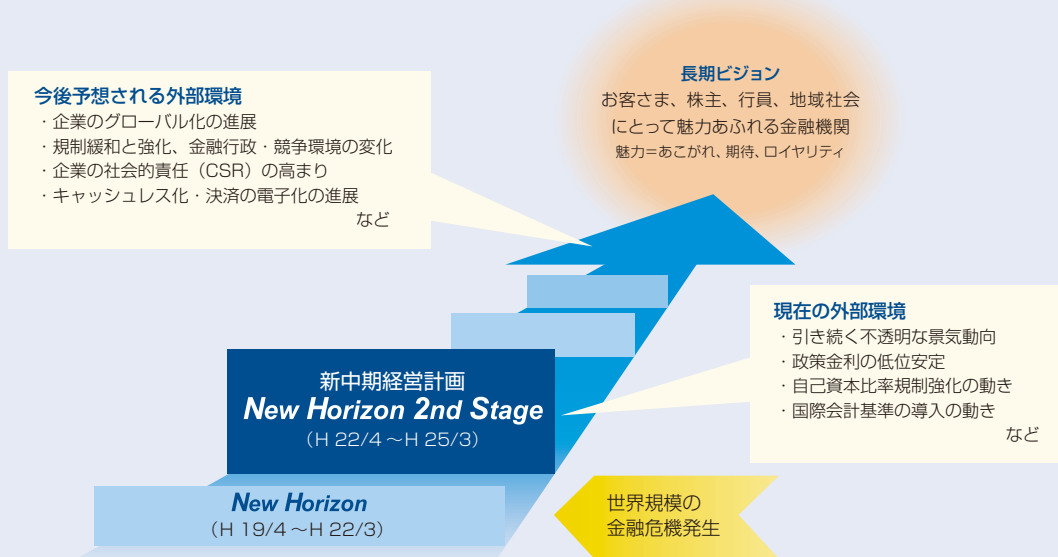 長期ビジョン
お客さま、株主、行員、地域社会
にとって魅力あふれる金融機関
魅力＝あこがれ、期待、ロイヤリティ
今後予想される外部環境
・企業のグローバル化の進展
・規制緩和と強化、金融行政・競争環境の変化
・企業の社会的責任（CSR）の高まり
・キャッシュレス化・決済の電子化の進展
など
現在の外部環境
・引き続く不透明な景気動向
・政策金利の低位安定
・自己資本比率規制強化の動き
・国際会計基準の導入の動き
など
新中期経営計画
New Horizon 2nd Stage
（H 22/4～H 25/3）
New Horizon
（H 19/4～H 22/3）
世界規模の
金融危機発生